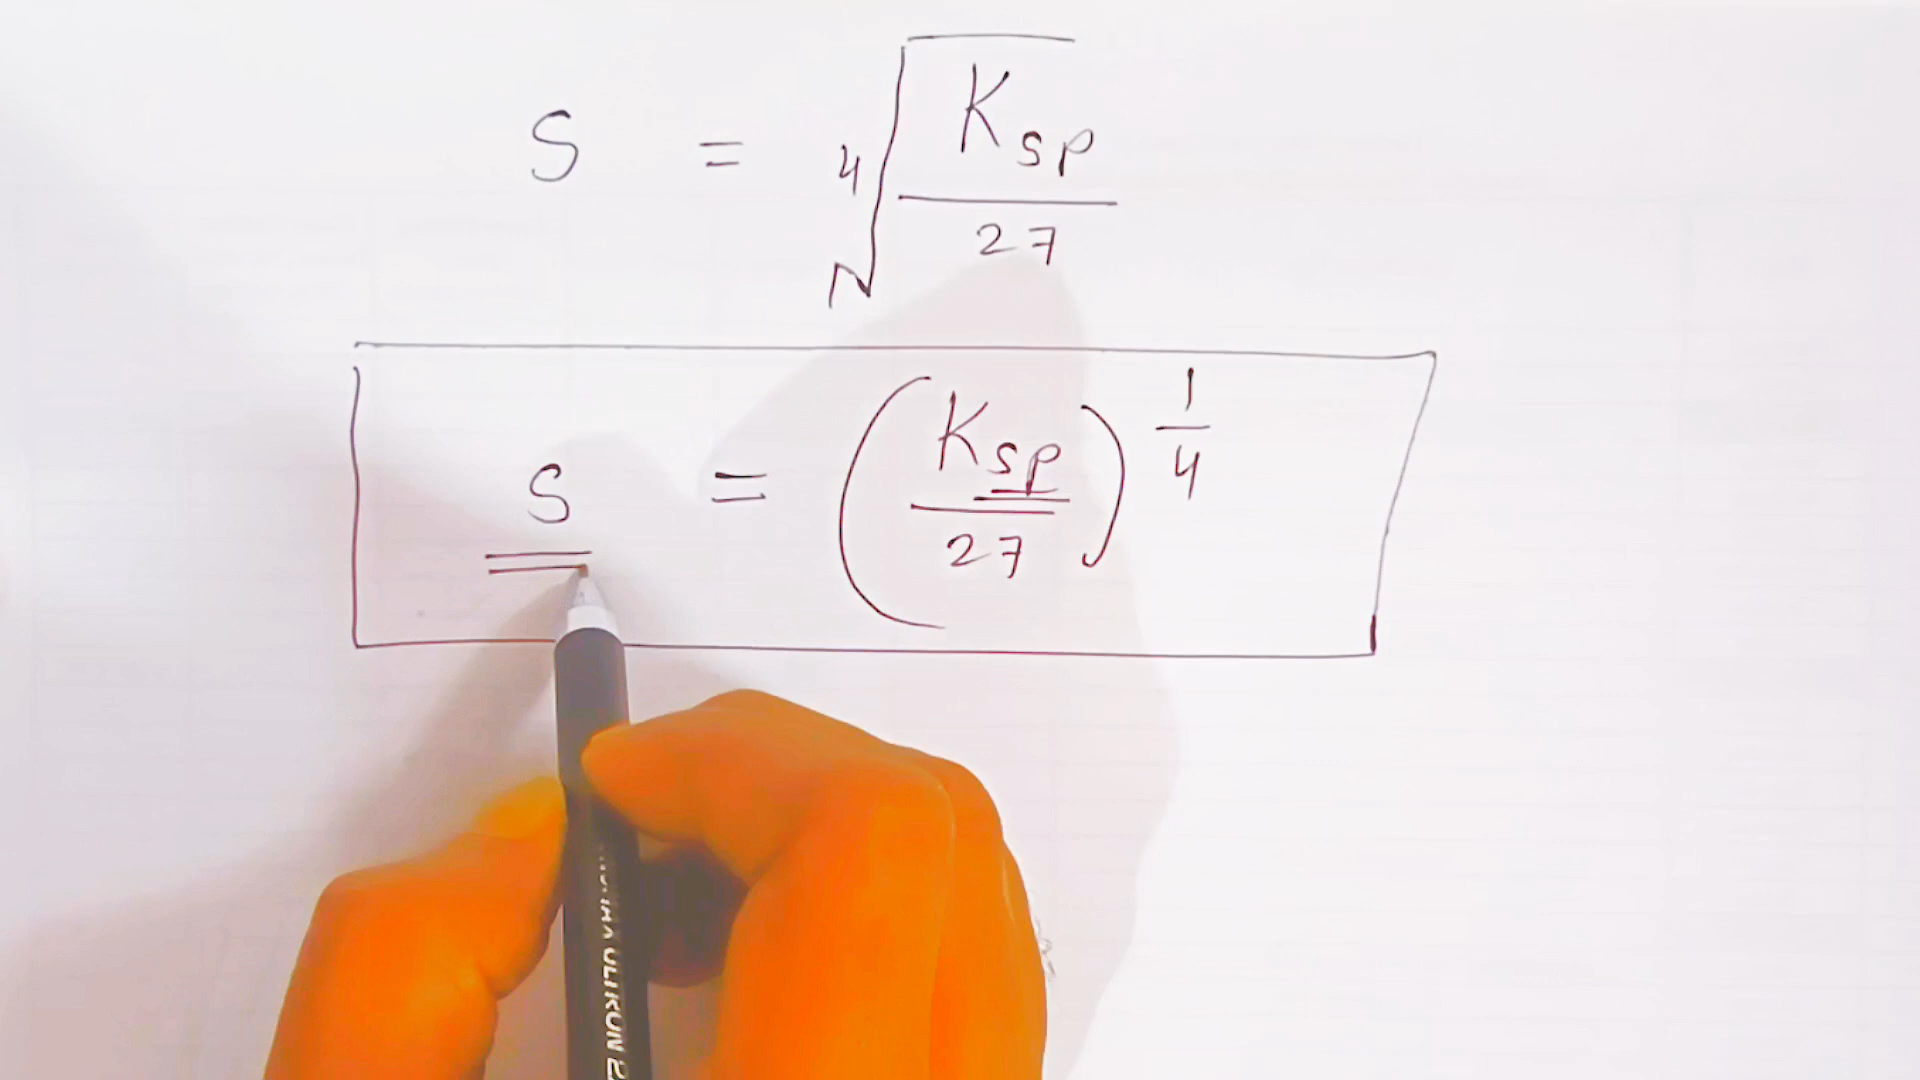 S = ⁴√(Ksp/27)
S = (Ksp/27)^(1/4)